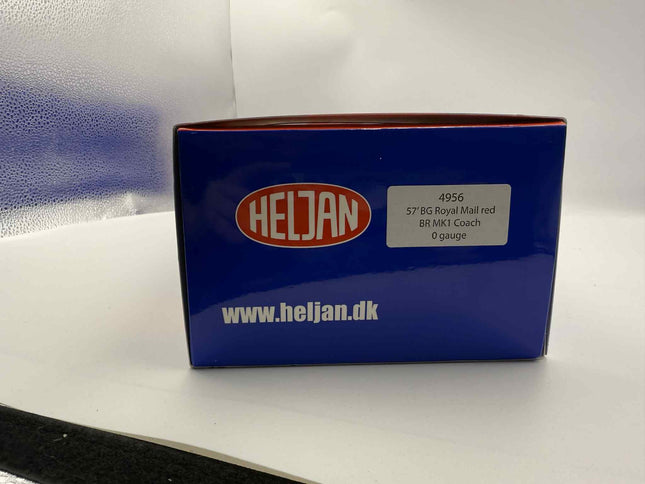 HELJAN
4956
57' BG Royal Mail red
BR MK1 Coach
0 gauge
www.heljan.dk